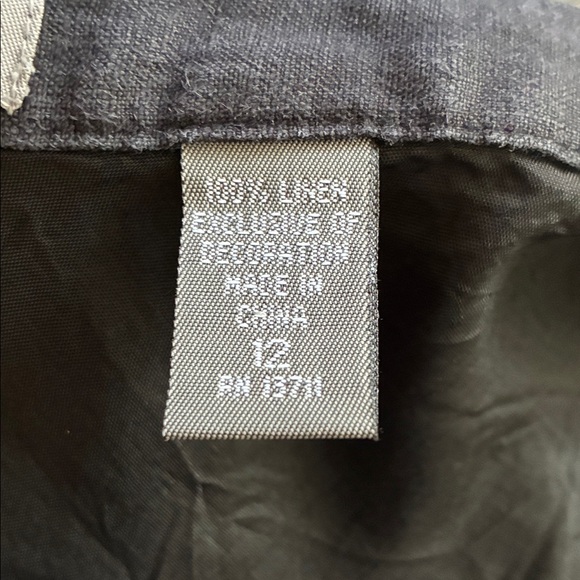 100% LINEN
EXCLUSIVE OF
DECORATION
MADE IN
CHINA
12
RN 13711